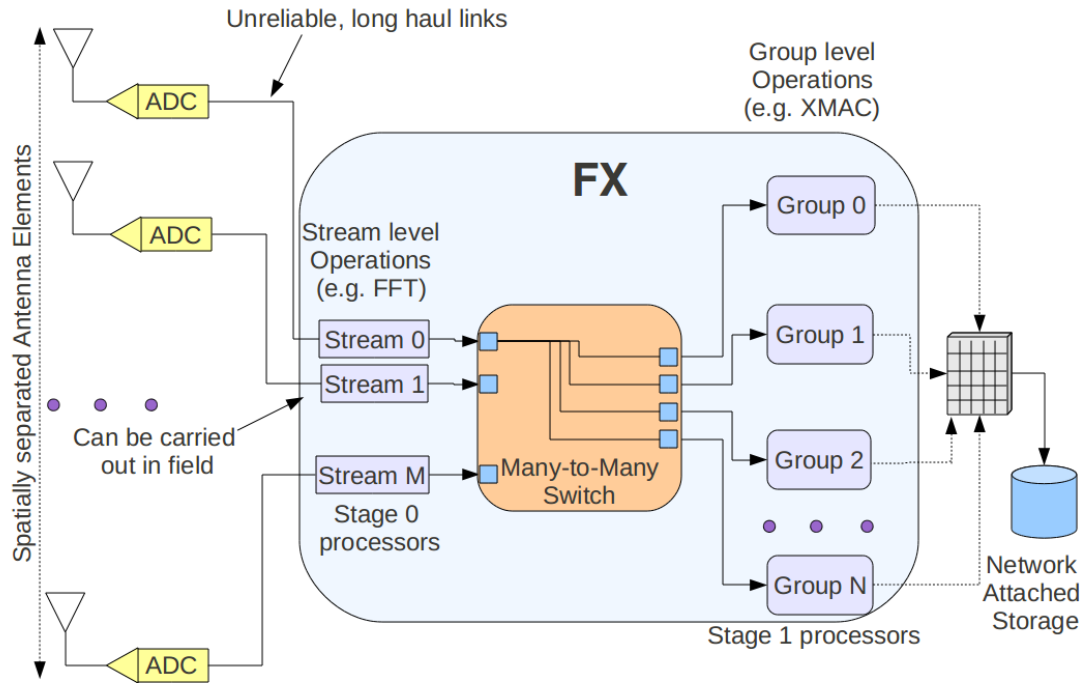 Unreliable, long haul links
Group level
Operations
(e.g. XMAC)
ADC
FX
Spatially separated Antenna Elements
Group 0
ADC
Stream level
Operations
(e.g. FFT)
Stream 0
Group 1
Stream 1
Can be carried
out in field
Group 2
Stream M
Many-to-Many
Switch
Stage 0
processors
Group N
Network
Attached
Storage
Stage 1 processors
ADC